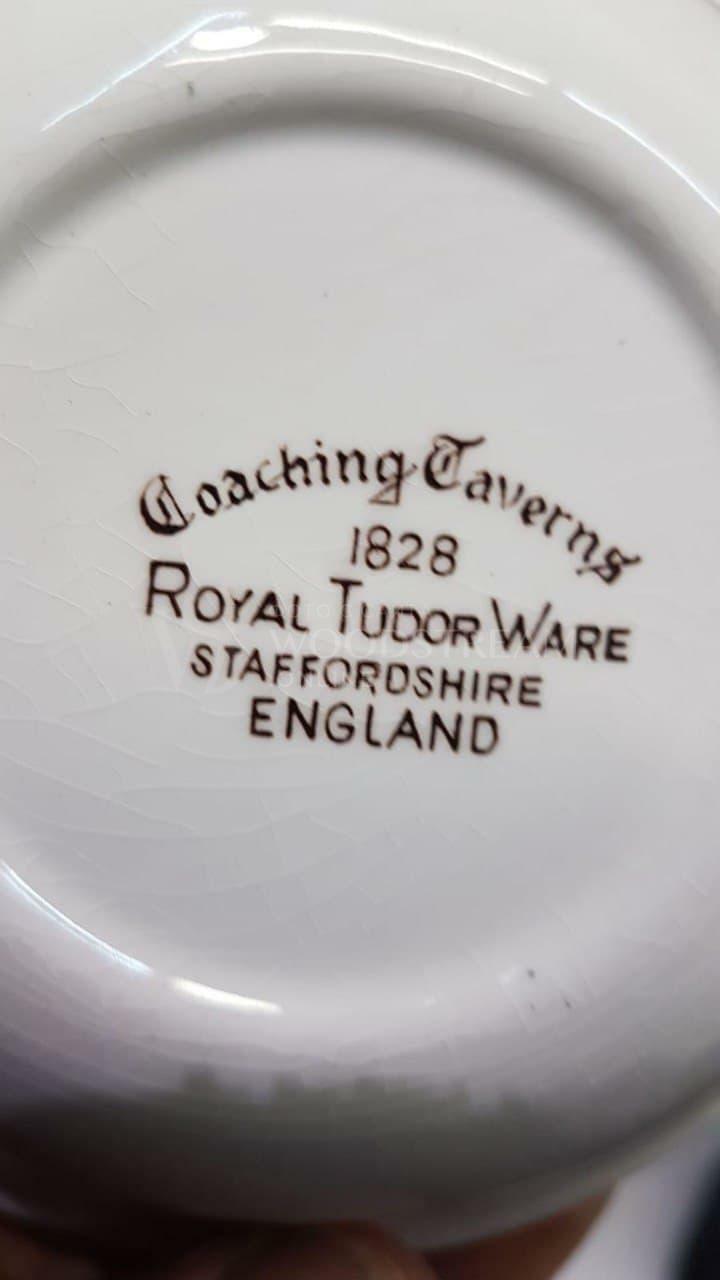 Coaching Taverns
1828
ROYAL TUDOR WARE
STAFFORDSHIRE
ENGLAND